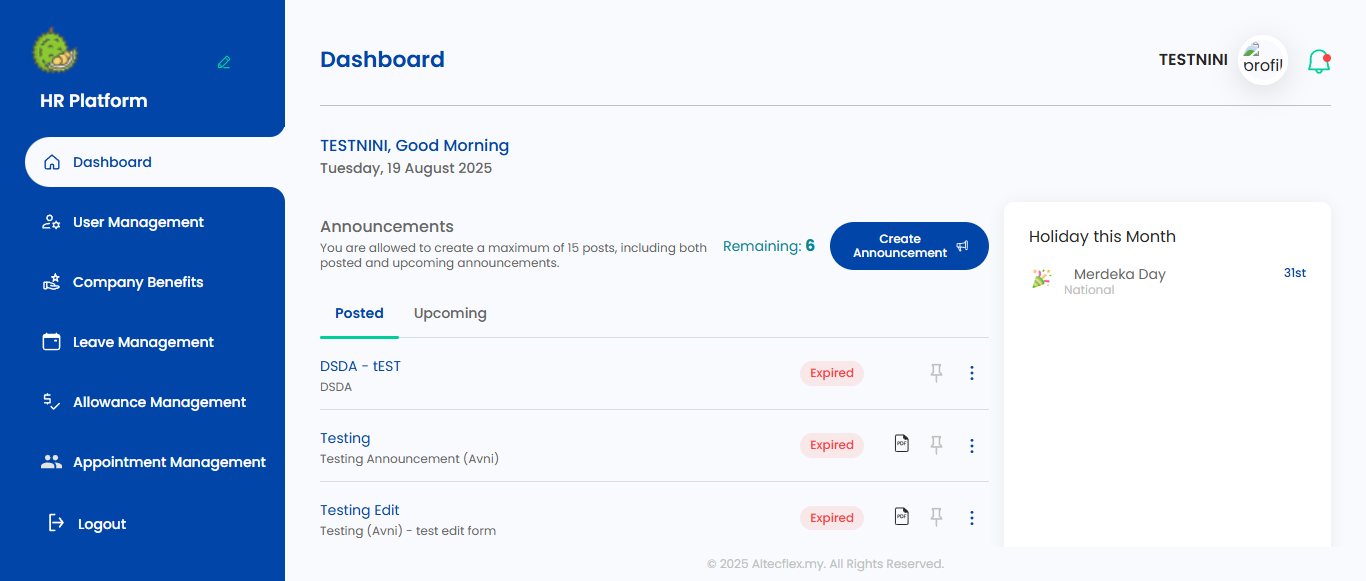 HR Platform
Dashboard
User Management
Company Benefits
Leave Management
Allowance Management
Appointment Management
Logout
Dashboard
TESTNINI
profil
TESTNINI, Good Morning
Tuesday, 19 August 2025
Announcements
You are allowed to create a maximum of 15 posts, including both
posted and upcoming announcements.
Remaining: 6
Create
Announcement
Posted
Upcoming
DSDA - tEST
DSDA
Expired
Testing
Testing Announcement (Avni)
Expired
PDF
Testing Edit
Testing (Avni) - test edit form
Expired
PDF
Holiday this Month
Merdeka Day
31st
National
© 2025 Altecflex.my. All Rights Reserved.